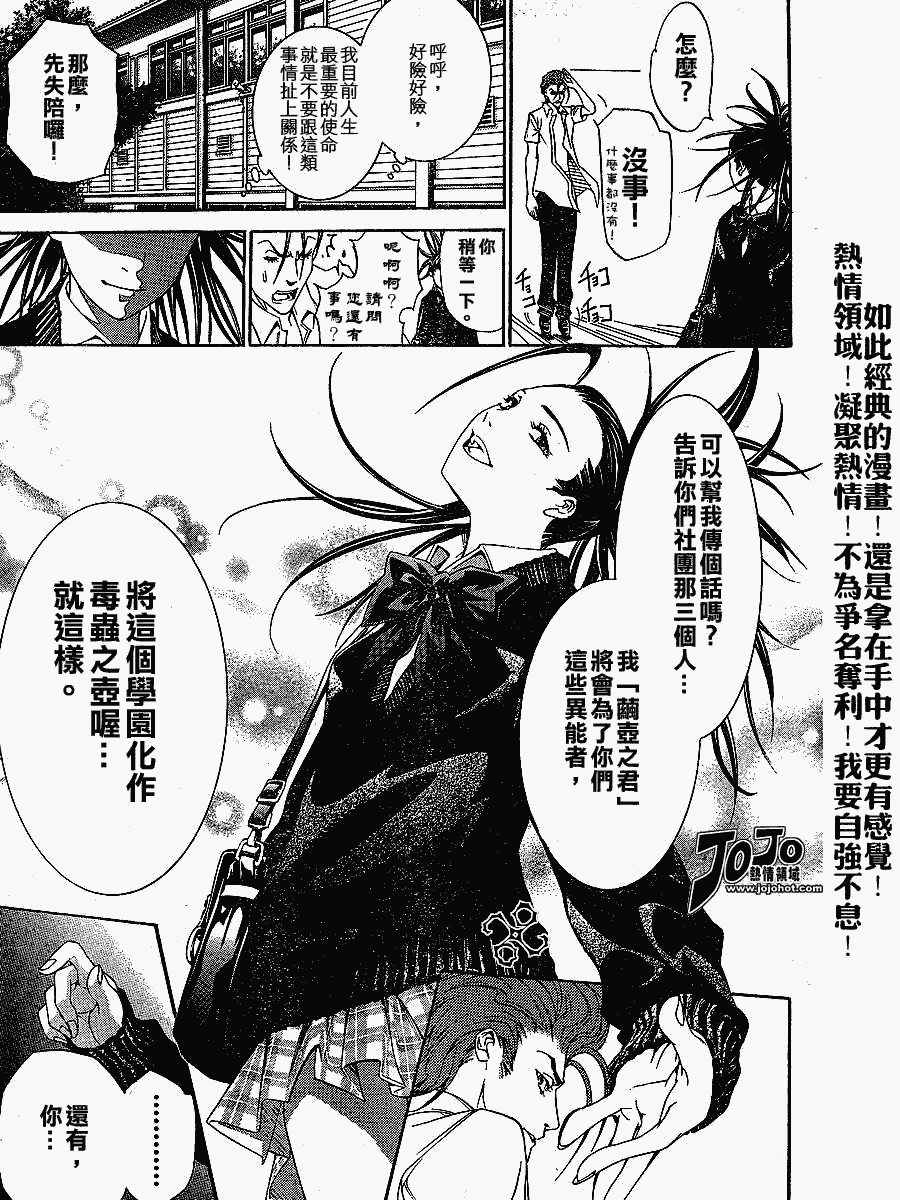 怎麼？
沒事！
什麼事都沒有！
チョコ
チョコ
呼呼，
好險好險，
我目前人生
最重要的使命
就是不要跟這類
事情扯上關係！
那麼，
先失陪囉！
你
稍等一下。
呃啊啊？
請問
您還有
事嗎？
可以幫我傳個話嗎？
告訴你們社團那三個人…
我「繭壺之君」
將會為了你們
這些異能者，
將這個學園化作
毒蟲之壺喔…
就這樣。
…………
還有，
你…
如此經典的漫畫！還是拿在手中才更有感覺！
熱情領域！凝聚熱情！不為爭名奪利！我要自強不息！
JOJO
熱情領域
www.jojohot.com